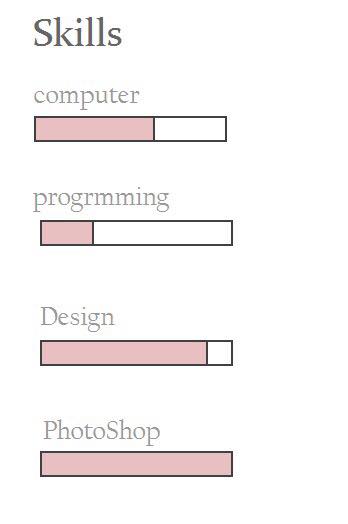 Skills
computer
progrmming
Design
PhotoShop